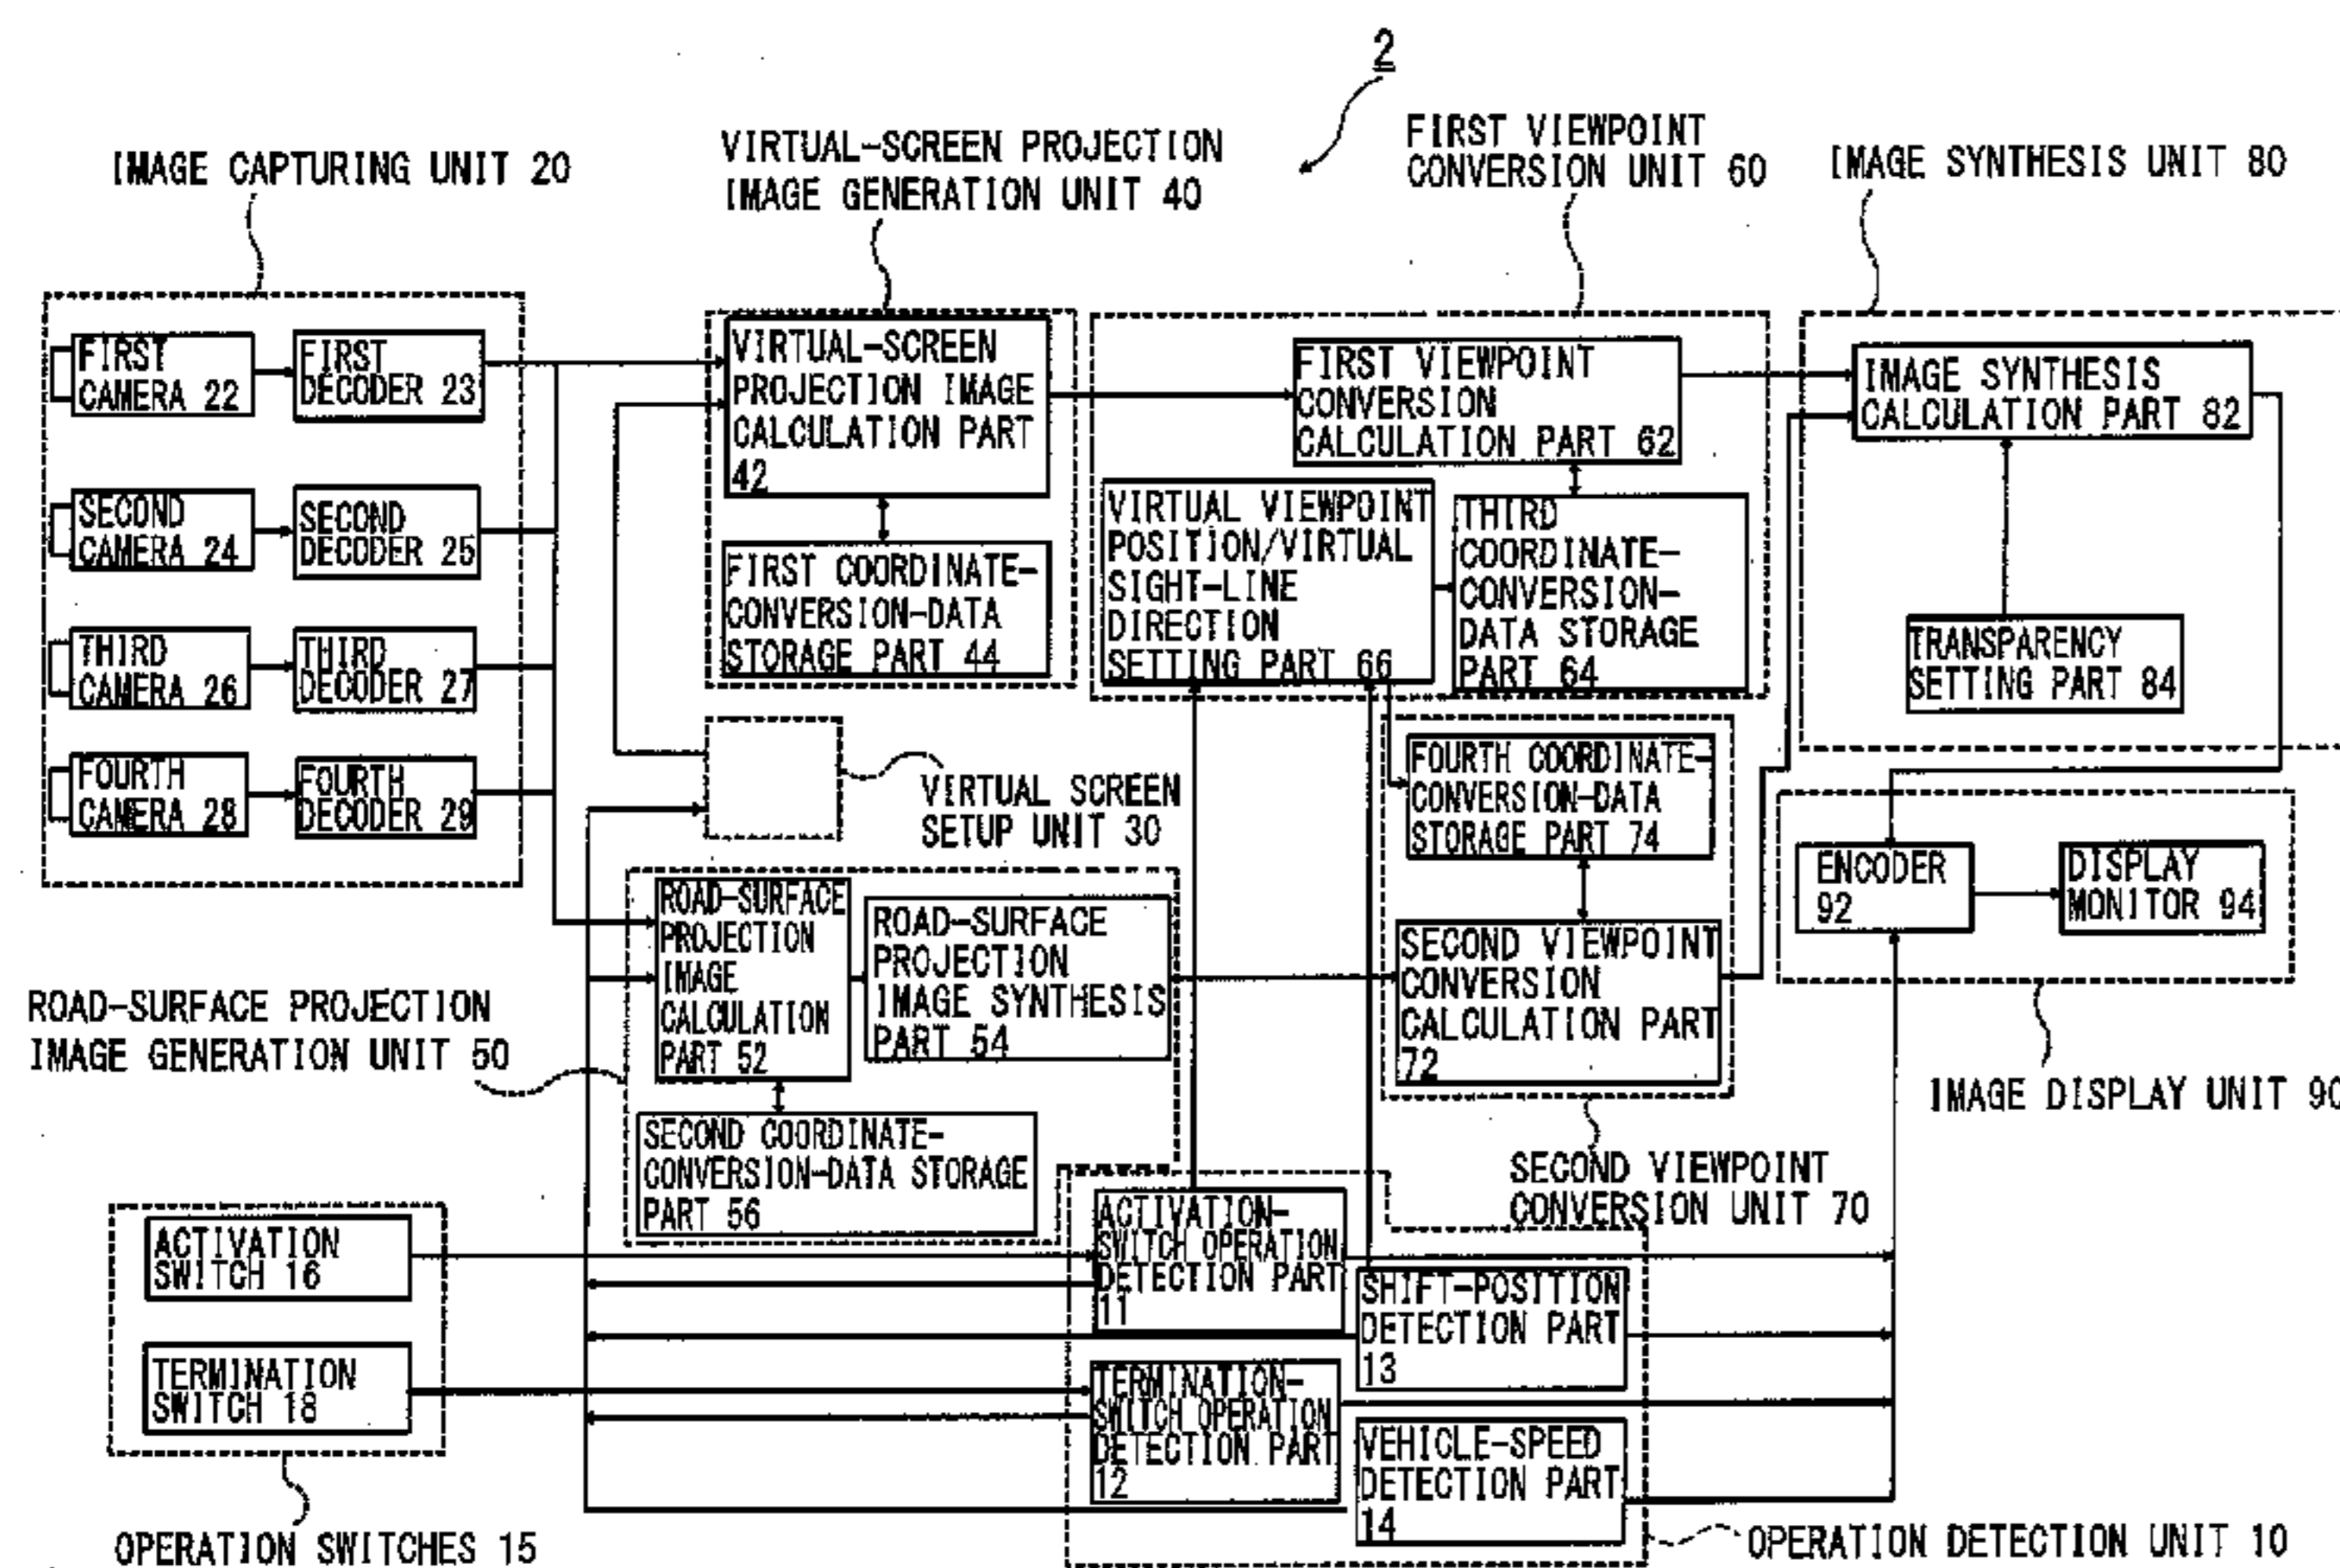 2
IMAGE CAPTURING UNIT 20
VIRTUAL-SCREEN PROJECTION
IMAGE GENERATION UNIT 40
FIRST VIEWPOINT
CONVERSION UNIT 60
IMAGE SYNTHESIS UNIT 80
FIRST
CAMERA 22
FIRST
DECODER 23
SECOND
CAMERA 24
SECOND
DECODER 25
THIRD
CAMERA 26
THIRD
DECODER 27
FOURTH
CAMERA 28
FOURTH
DECODER 29
VIRTUAL-SCREEN
PROJECTION IMAGE
CALCULATION PART
42
FIRST COORDINATE-
CONVERSION-DATA
STORAGE PART 44
FIRST VIEWPOINT
CONVERSION
CALCULATION PART 62
VIRTUAL VIEWPOINT
POSITION/VIRTUAL
SIGHT-LINE
DIRECTION
SETTING PART 66
THIRD
COORDINATE-
CONVERSION-
DATA STORAGE
PART 64
IMAGE SYNTHESIS
CALCULATION PART 82
TRANSPARENCY
SETTING PART 84
VIRTUAL SCREEN
SETUP UNIT 30
FOURTH COORDINATE-
CONVERSION-DATA
STORAGE PART 74
SECOND VIEWPOINT
CONVERSION
CALCULATION PART
72
ENCODER
92
DISPLAY
MONITOR 94
ROAD-SURFACE
PROJECTION
IMAGE
CALCULATION
PART 52
ROAD-SURFACE
PROJECTION
IMAGE SYNTHESIS
PART 54
SECOND COORDINATE-
CONVERSION-DATA STORAGE
PART 56
ROAD-SURFACE PROJECTION
IMAGE GENERATION UNIT 50
IMAGE DISPLAY UNIT 90
SECOND VIEWPOINT
CONVERSION UNIT 70
ACTIVATION
SWITCH 16
TERMINATION
SWITCH 18
OPERATION SWITCHES 15
ACTIVATION-
SWITCH OPERATION
DETECTION PART
11
SHIFT-POSITION
DETECTION PART
13
TERMINATION-
SWITCH OPERATION
DETECTION PART
12
VEHICLE-SPEED
DETECTION PART
14
OPERATION DETECTION UNIT 10